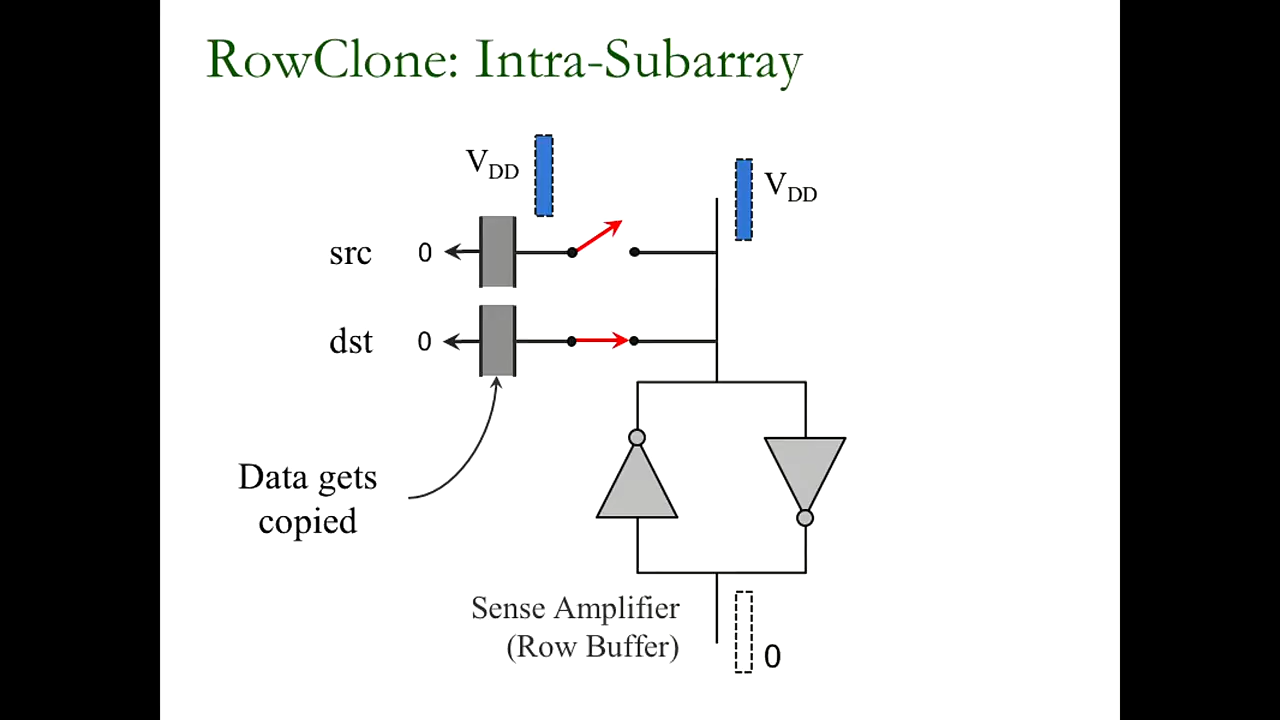 RowClone: Intra-Subarray
VDD
VDD
src 0
dst 0
Data gets
copied
Sense Amplifier
(Row Buffer)
0